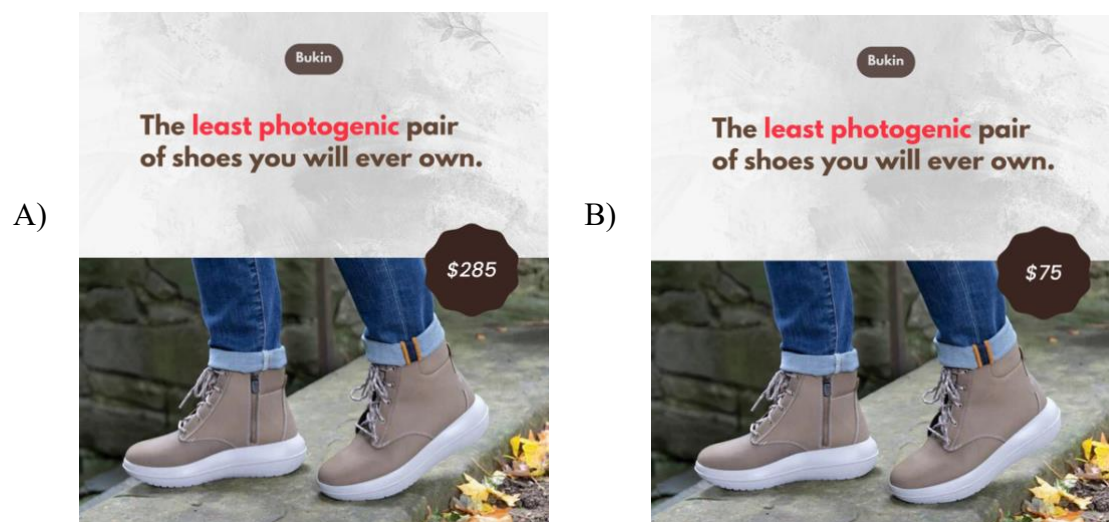 A)
Bukin
The least photogenic pair
of shoes you will ever own.
$285
B)
Bukin
The least photogenic pair
of shoes you will ever own.
$75